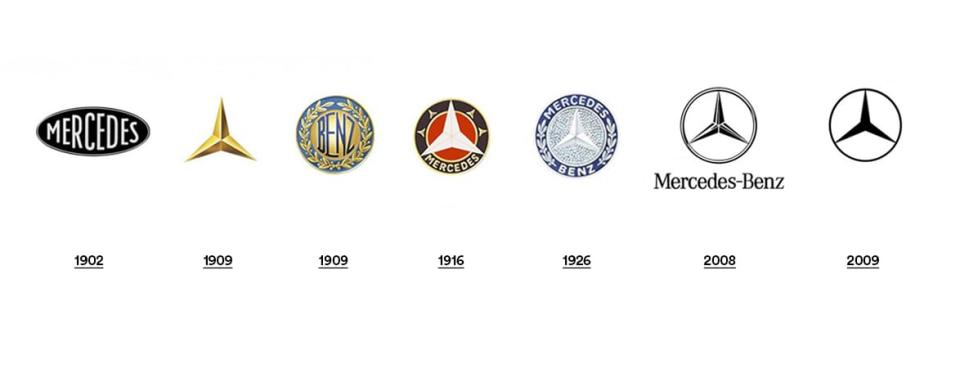 MERCEDES
BENZ
MERCEDES
MERCEDES
BENZ
Mercedes-Benz
1902
1909
1909
1916
1926
2008
2009